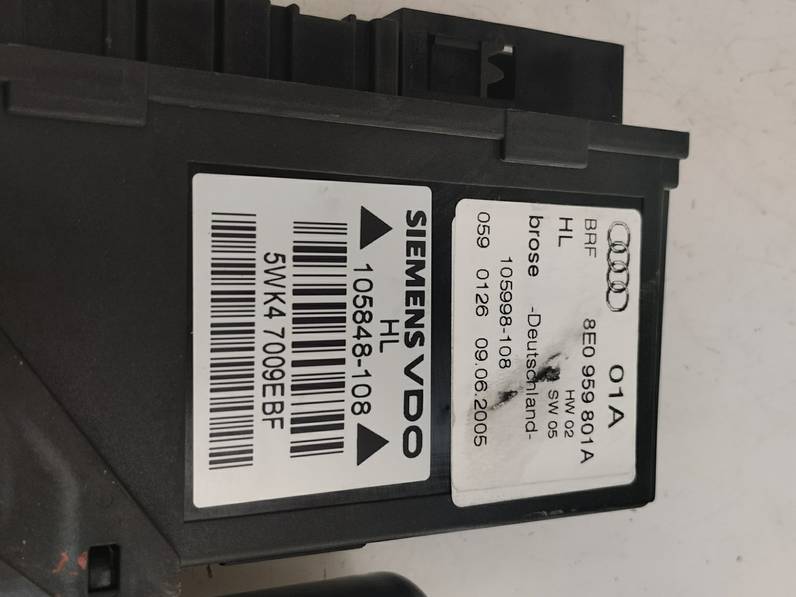 01A
BRF 8E0 959 801A
HL HW 02
SW 05
brose -Deutschland-
105998-108
059 0126 09.06.2005
SIEMENS VDO
HL
105848-108
5WK4 7009EBF